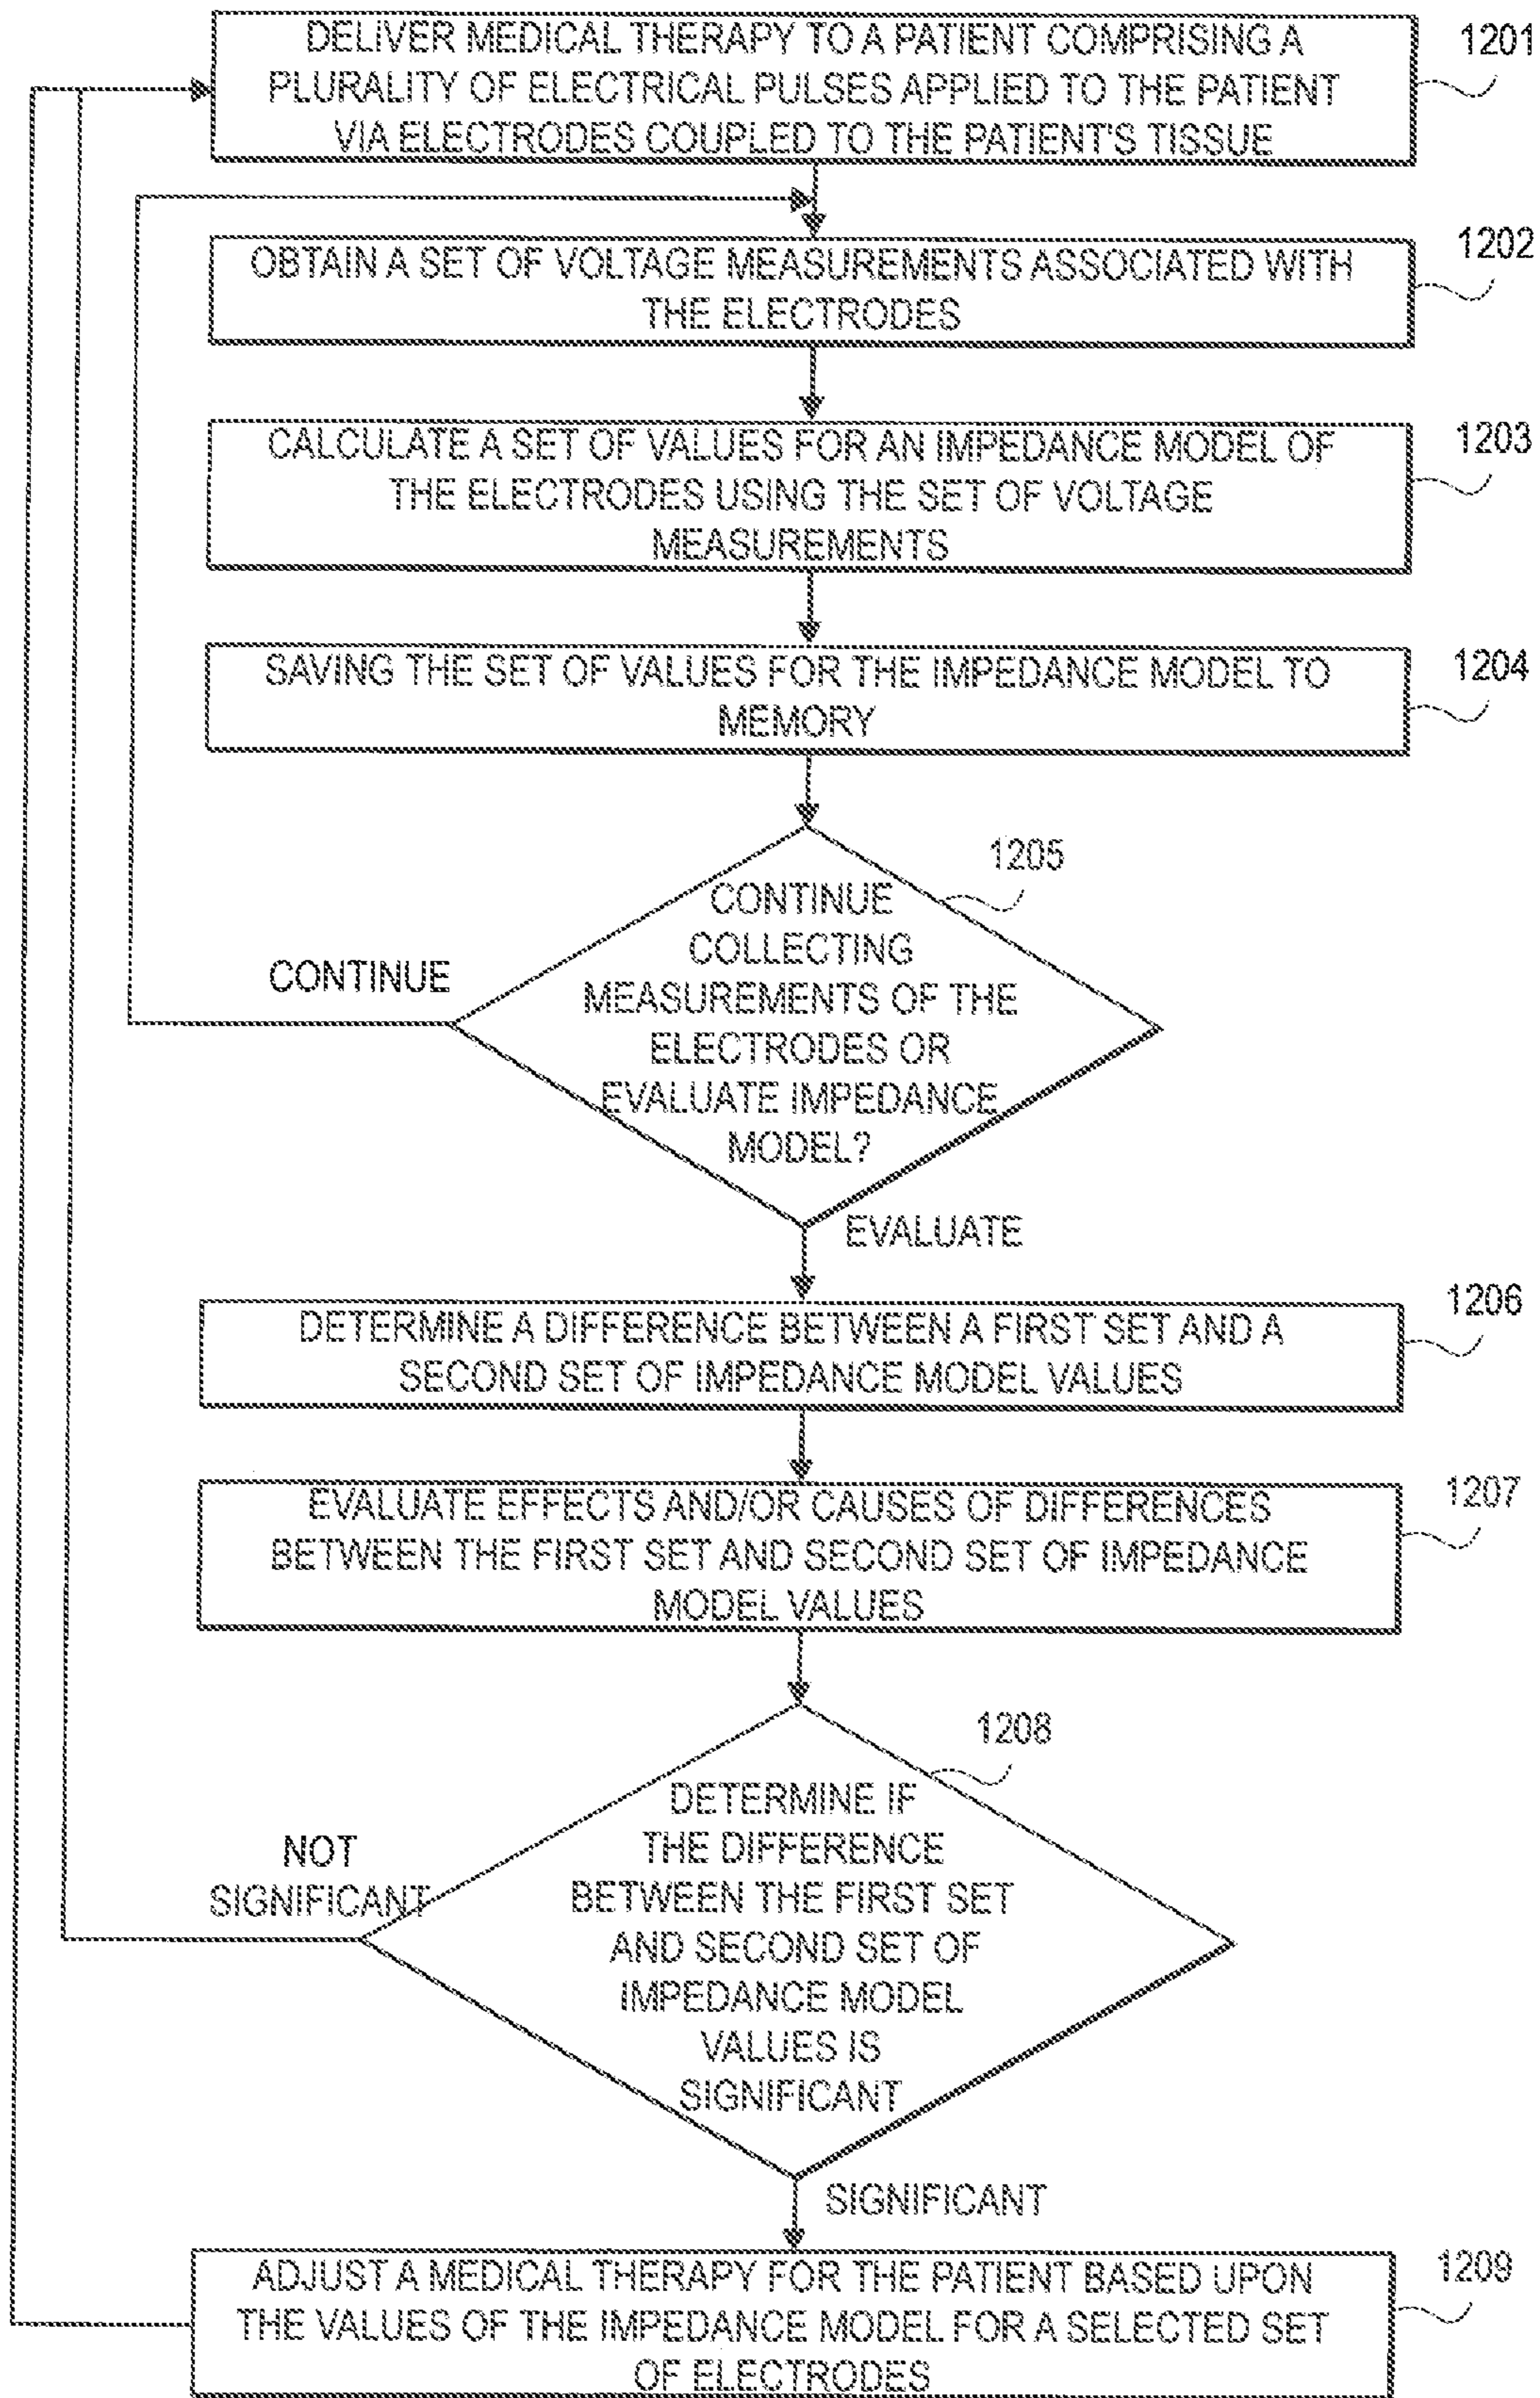 DELIVER MEDICAL THERAPY TO A PATIENT COMPRISING A
PLURALITY OF ELECTRICAL PULSES APPLIED TO THE PATIENT
VIA ELECTRODES COUPLED TO THE PATIENT'S TISSUE
1201
OBTAIN A SET OF VOLTAGE MEASUREMENTS ASSOCIATED WITH
THE ELECTRODES
1202
CALCULATE A SET OF VALUES FOR AN IMPEDANCE MODEL OF
THE ELECTRODES USING THE SET OF VOLTAGE
MEASUREMENTS
1203
SAVING THE SET OF VALUES FOR THE IMPEDANCE MODEL TO
MEMORY
1204
1205
CONTINUE
COLLECTING
MEASUREMENTS OF THE
ELECTRODES OR
EVALUATE IMPEDANCE
MODEL?
CONTINUE
EVALUATE
DETERMINE A DIFFERENCE BETWEEN A FIRST SET AND A
SECOND SET OF IMPEDANCE MODEL VALUES
1206
EVALUATE EFFECTS AND/OR CAUSES OF DIFFERENCES
BETWEEN THE FIRST SET AND SECOND SET OF IMPEDANCE
MODEL VALUES
1207
1208
DETERMINE IF
THE DIFFERENCE
BETWEEN THE FIRST SET
AND SECOND SET OF
IMPEDANCE MODEL
VALUES IS
SIGNIFICANT
NOT
SIGNIFICANT
SIGNIFICANT
ADJUST A MEDICAL THERAPY FOR THE PATIENT BASED UPON
THE VALUES OF THE IMPEDANCE MODEL FOR A SELECTED SET
OF ELECTRODES
1209